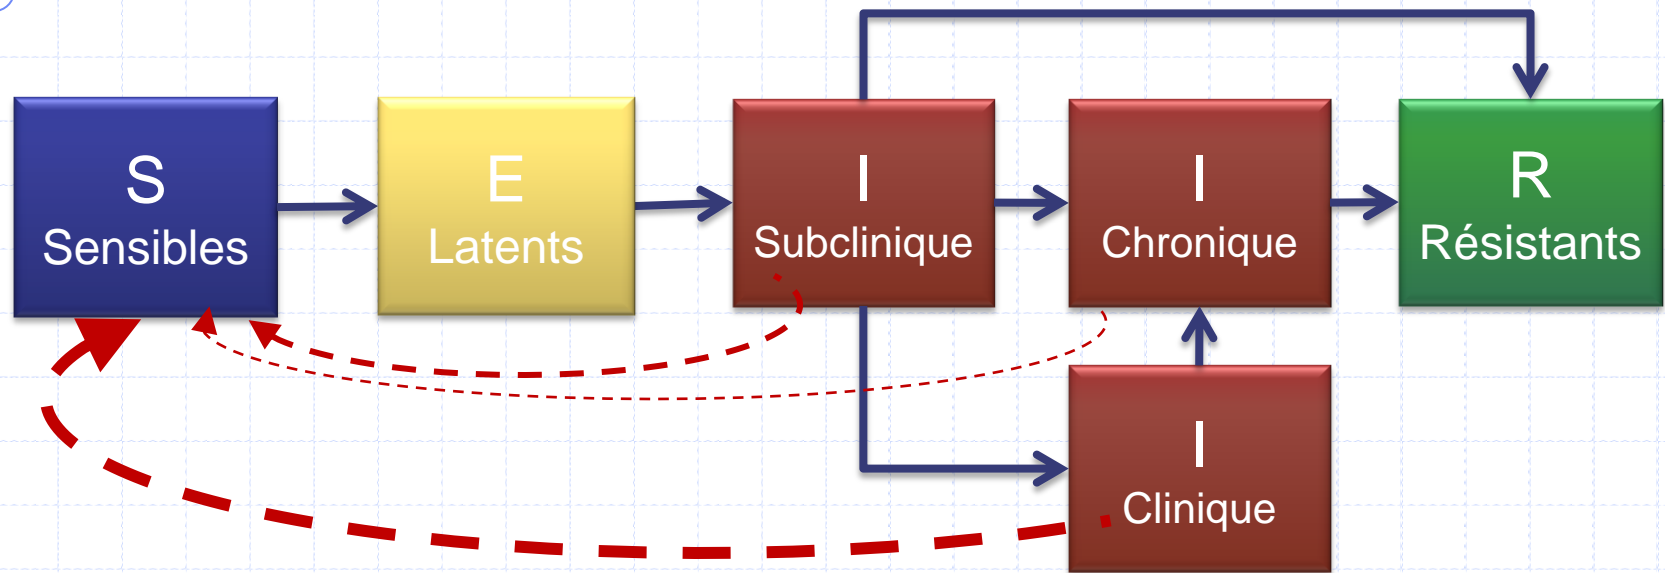 S
Sensibles
E
Latents
I
Subclinique
I
Chronique
R
Résistants
I
Clinique